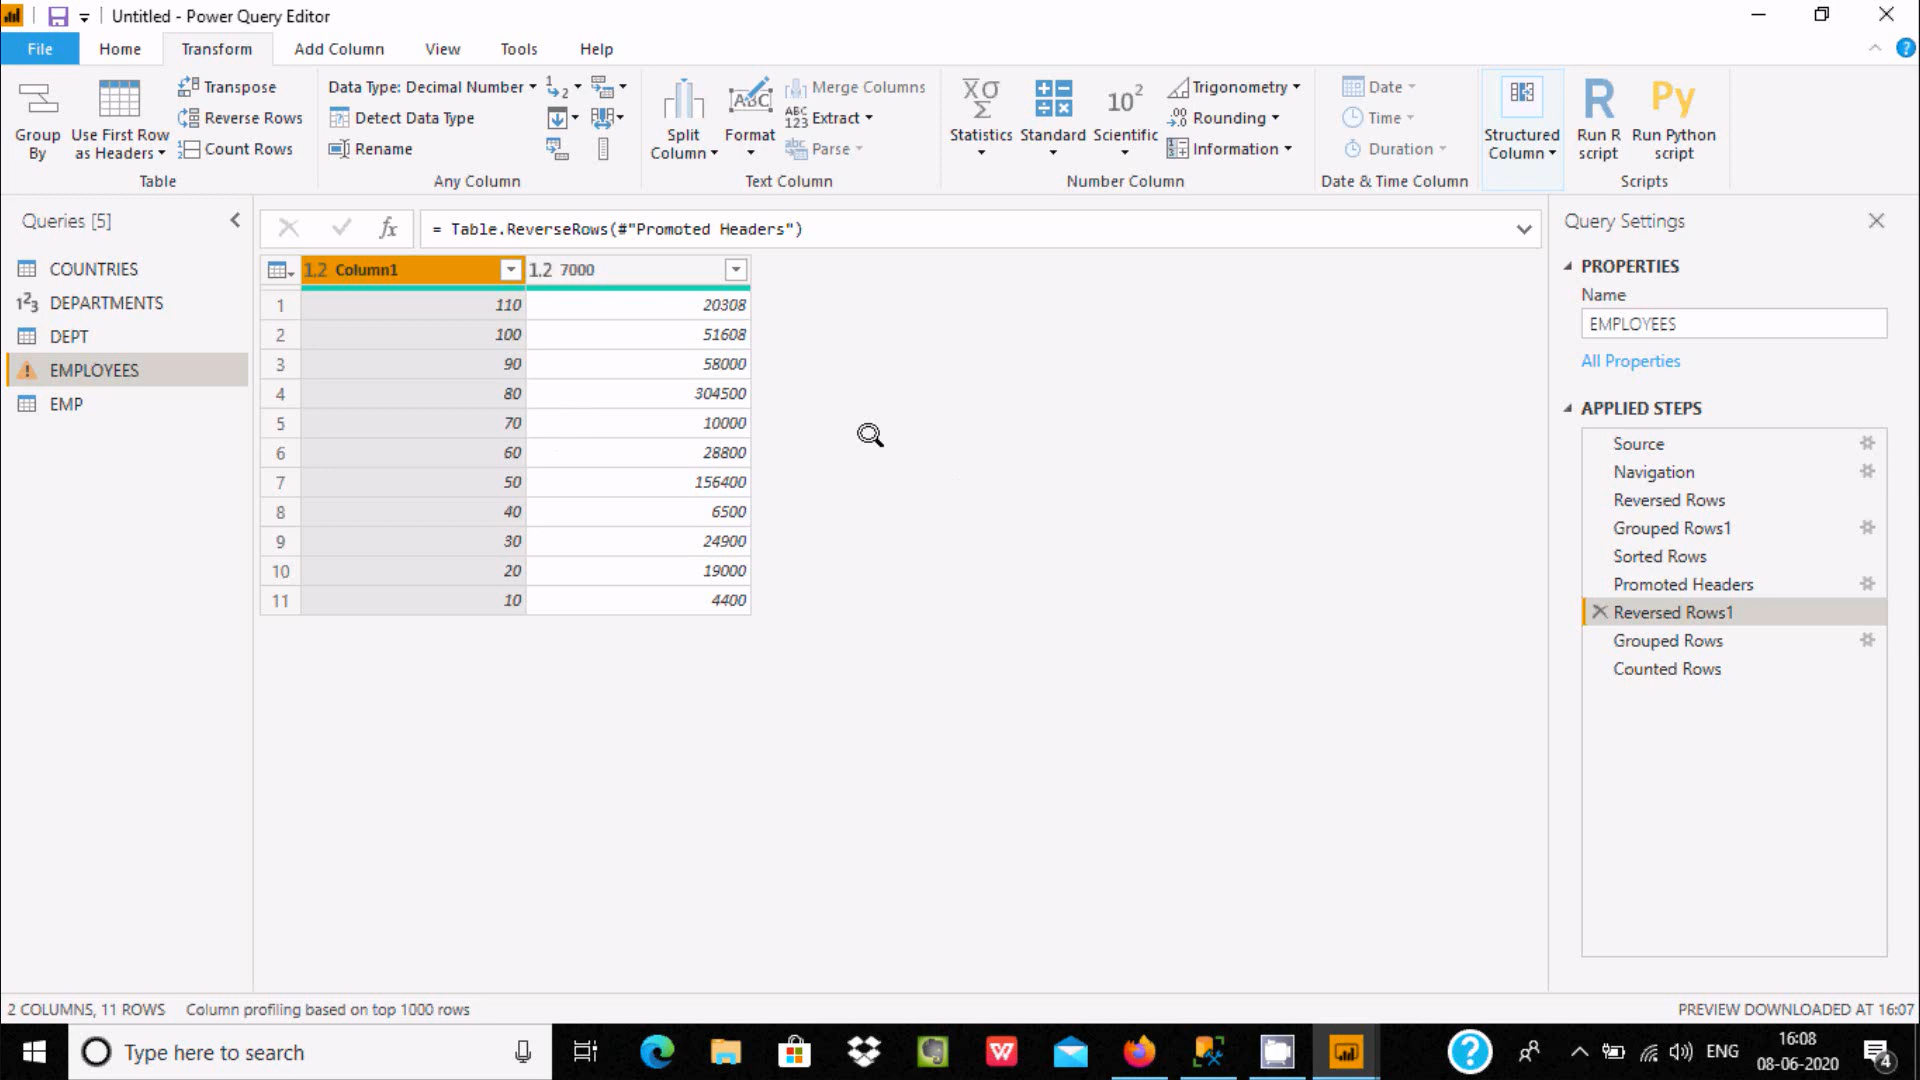 Untitled - Power Query Editor
File Home Transform Add Column View Tools Help
Group By
Use First Row as Headers
Transpose
Reverse Rows
Count Rows
Table
Data Type: Decimal Number
Detect Data Type
Rename
Any Column
Split Column
Format
Merge Columns
Extract
Parse
Text Column
Statistics
Standard
Scientific
Trigonometry
Rounding
Information
Number Column
Date
Time
Duration
Date & Time Column
Structured Column
Run R script
Run Python script
Scripts
Queries [5]
COUNTRIES
DEPARTMENTS
DEPT
EMPLOYEES
EMP
= Table.ReverseRows(#"Promoted Headers")
1.2 Column1 1.2 7000
1 110 20308
2 100 51608
3 90 58000
4 80 304500
5 70 10000
6 60 28800
7 50 156400
8 40 6500
9 30 24900
10 20 19000
11 10 4400
Query Settings
PROPERTIES
Name
EMPLOYEES
All Properties
APPLIED STEPS
Source
Navigation
Reversed Rows
Grouped Rows1
Sorted Rows
Promoted Headers
Reversed Rows1
Grouped Rows
Counted Rows
2 COLUMNS, 11 ROWS Column profiling based on top 1000 rows
PREVIEW DOWNLOADED AT 16:07
Type here to search
ENG
16:08
08-06-2020
4